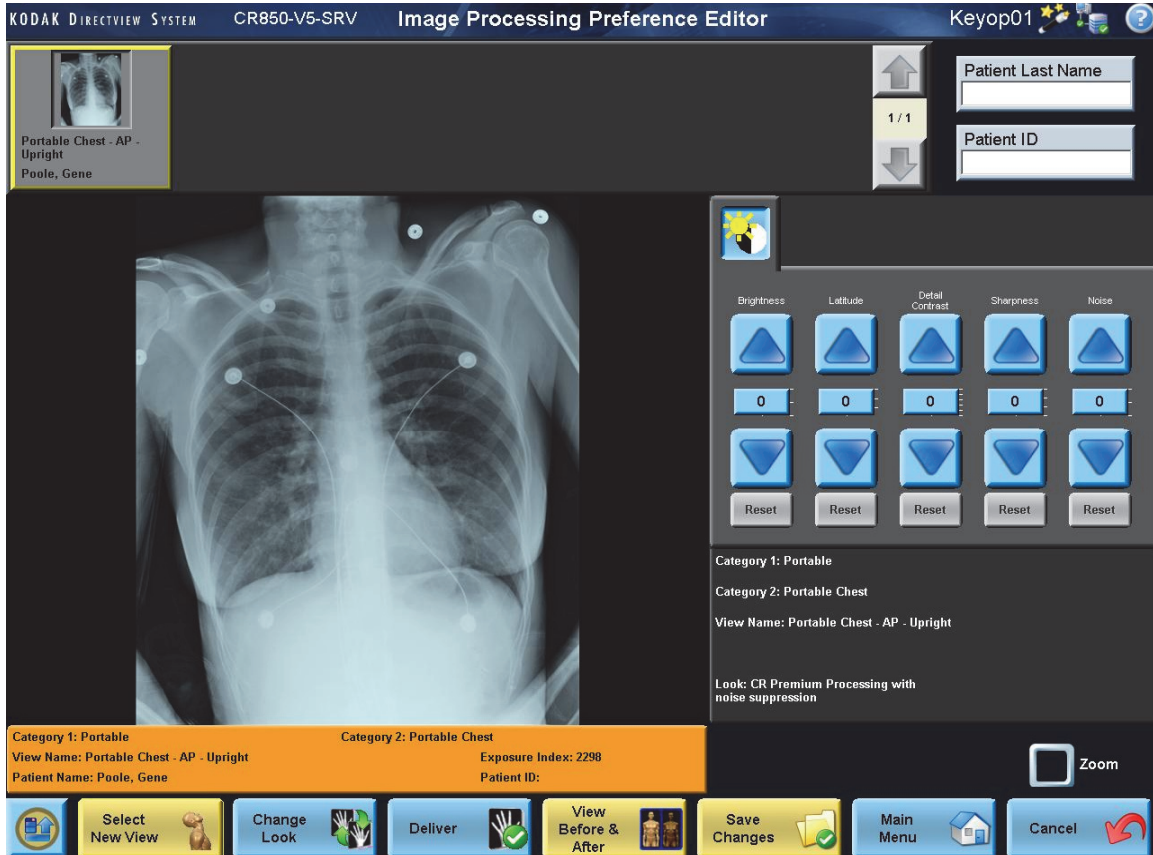 KODAK DIRECTVIEW SYSTEM
CR850-V5-SRV
Image Processing Preference Editor
Keyop01
?
Portable Chest - AP -
Upright
Poole, Gene
1 / 1
Patient Last Name
Patient ID
Brightness
Latitude
Detail
Contrast
Sharpness
Noise
0
0
0
0
0
Reset
Reset
Reset
Reset
Reset
Category 1: Portable
Category 2: Portable Chest
View Name: Portable Chest - AP - Upright
Look: CR Premium Processing with
noise suppression
Category 1: Portable
Category 2: Portable Chest
View Name: Portable Chest - AP - Upright
Exposure Index: 2298
Patient Name: Poole, Gene
Patient ID:
Zoom
Select
New View
Change
Look
Deliver
View
Before &
After
Save
Changes
Main
Menu
Cancel